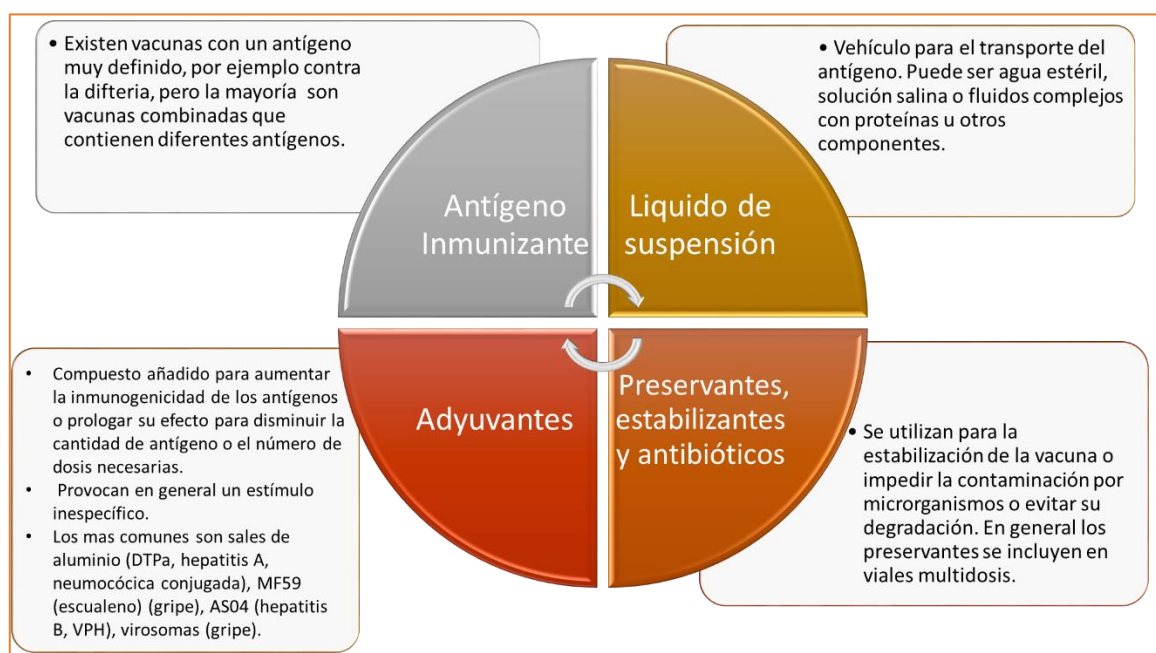 • Existen vacunas con un antígeno
muy definido, por ejemplo contra
la difteria, pero la mayoría son
vacunas combinadas que
contienen diferentes antígenos.
• Vehículo para el transporte del
antígeno. Puede ser agua estéril,
solución salina o fluidos complejos
con proteínas u otros
componentes.
Antígeno
Inmunizante
Liquido de
suspensión
Adyuvantes
Preservantes,
estabilizantes
y antibióticos
• Compuesto añadido para aumentar
la inmunogenicidad de los antígenos
o prologar su efecto para disminuir la
cantidad de antígeno o el número de
dosis necesarias.
• Provocan en general un estímulo
inespecífico.
• Los mas comunes son sales de
aluminio (DTPa, hepatitis A,
neumocócica conjugada), MF59
(escualeno) (gripe), AS04 (hepatitis
B, VPH), virosomas (gripe).
• Se utilizan para la
estabilización de la vacuna o
impedir la contaminación por
microrganismos o evitar su
degradación. En general los
preservantes se incluyen en
viales multidosis.